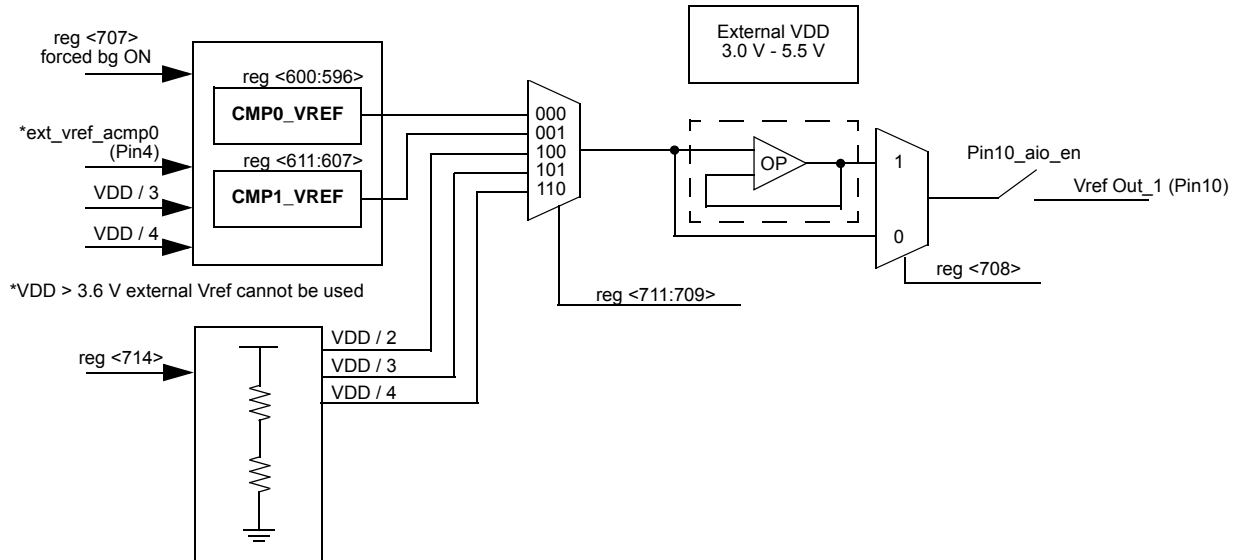 External VDD
3.0 V - 5.5 V
reg <707>
forced bg ON
reg <600:596>
CMP0_VREF
*ext_vref_acmp0
(Pin4)
reg <611:607>
CMP1_VREF
VDD / 3
VDD / 4
000
001
100
101
110
OP
1
0
Pin10_aio_en
Vref Out_1 (Pin10)
reg <708>
*VDD > 3.6 V external Vref cannot be used
reg <711:709>
reg <714>
VDD / 2
VDD / 3
VDD / 4